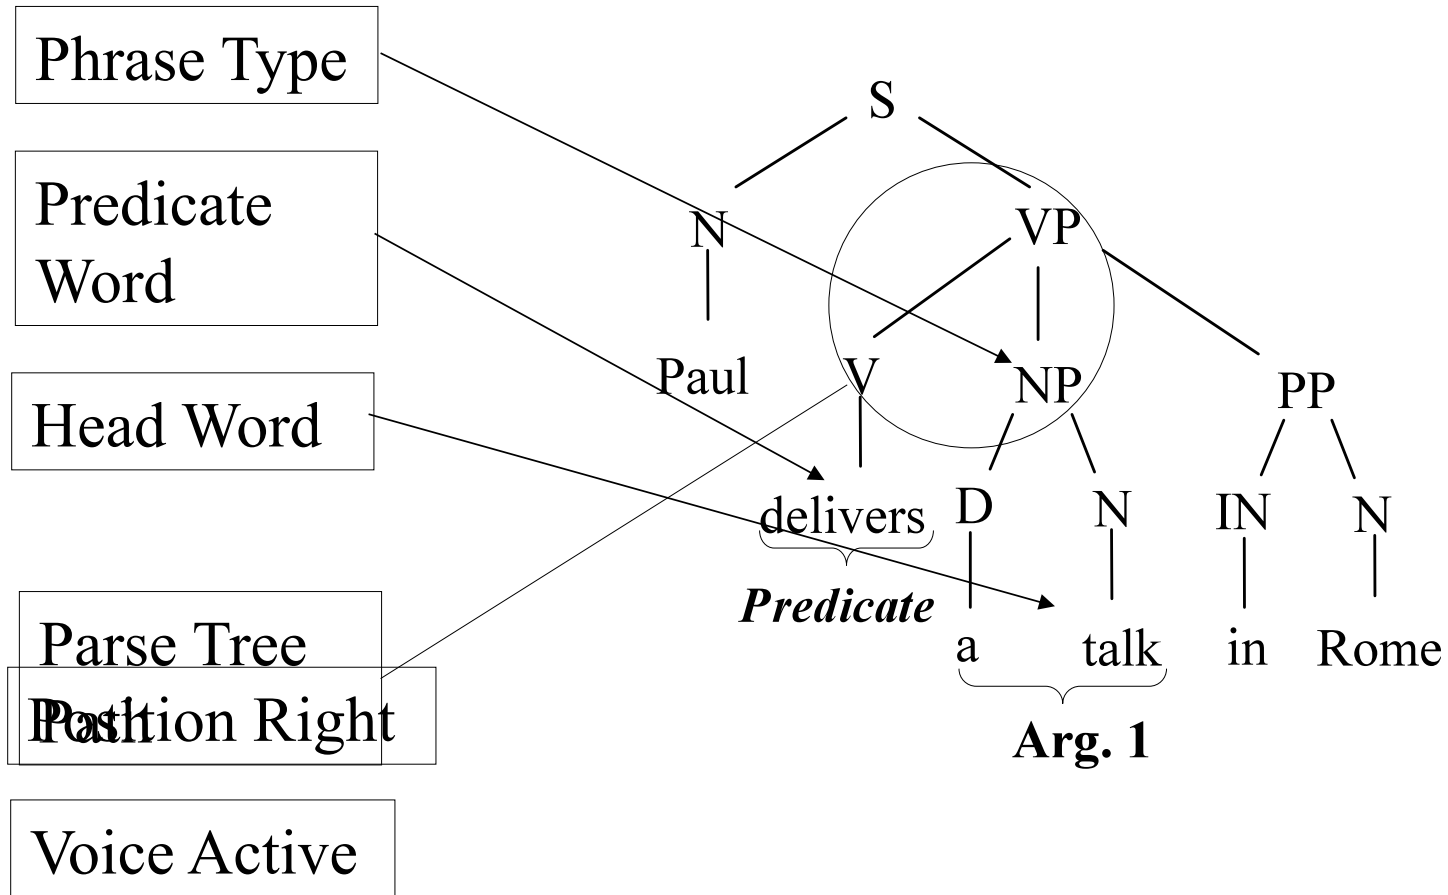 Phrase Type
Predicate
Word
Head Word
Parse Tree
Path
Position Right
Voice Active
S
N VP
Paul V NP PP
delivers D N IN N
Predicate
a talk in Rome
Arg. 1